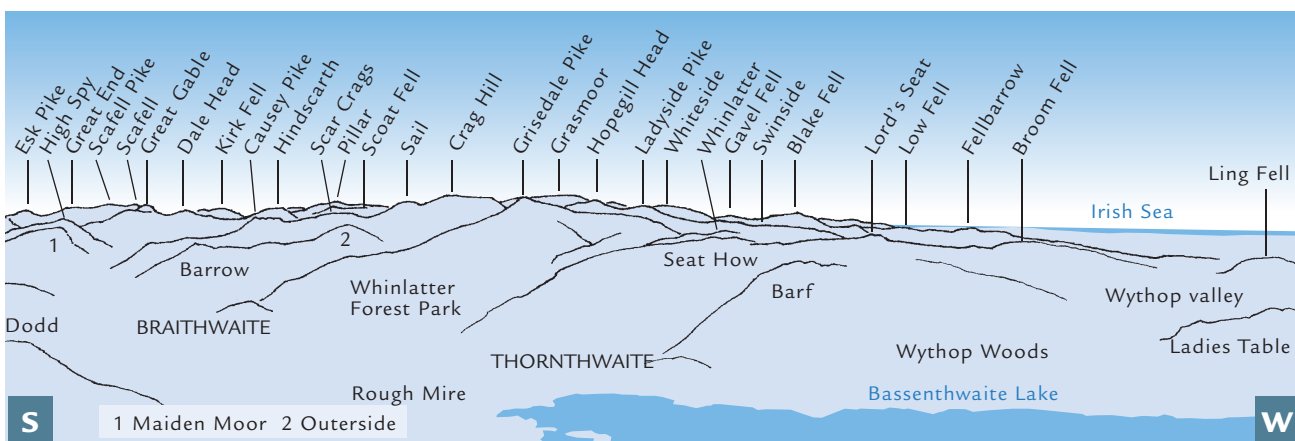 Esk Pike
High Spy
Great End
Scafell Pike
Scafell
Great Gable
Dale Head
Kirk Fell
Causey Pike
Hindscarth
Scar Crags
Pillar
Scoat Fell
Sail
Crag Hill
Grisedale Pike
Grasmoor
Hopegill Head
Ladyside Pike
Whiteside
Whinlatter
Gavel Fell
Swinside
Blake Fell
Lord's Seat
Low Fell
Fellbarrow
Broom Fell
Ling Fell
Irish Sea
1
2
Barrow
Seat How
Whinlatter
Forest Park
Barf
Wythop valley
Dodd
BRAITHWAITE
THORNTHWAITE
Wythop Woods
Ladies Table
Rough Mire
Bassenthwaite Lake
S
1 Maiden Moor 2 Outerside
W